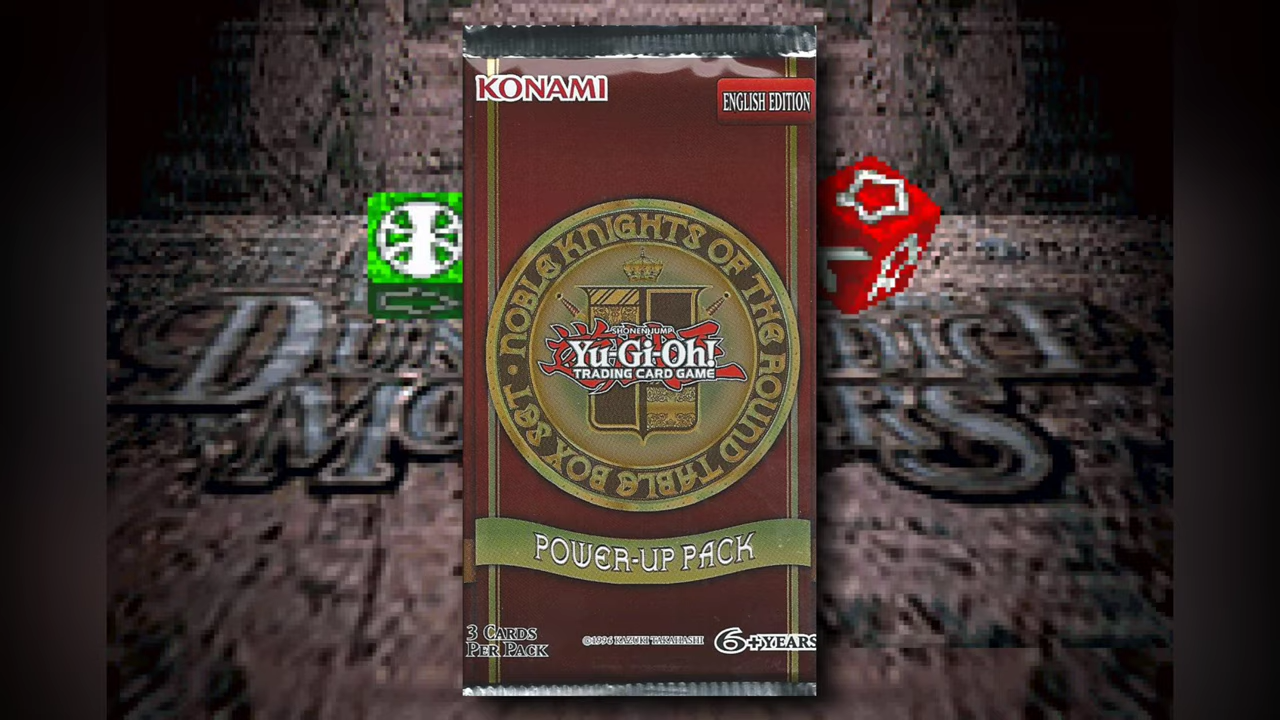 KONAMI
ENGLISH EDITION
NOBLE KNIGHTS OF THE ROUND TABLE BOX SET
SHONEN JUMP
Yu-Gi-Oh!
TRADING CARD GAME
POWER-UP PACK
3 CARDS
PER PACK
©1996 KAZUKI TAKAHASHI
6+YEARS